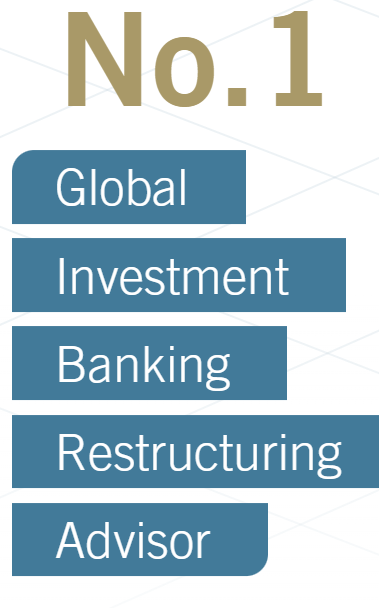 No.1
Global
Investment
Banking
Restructuring
Advisor